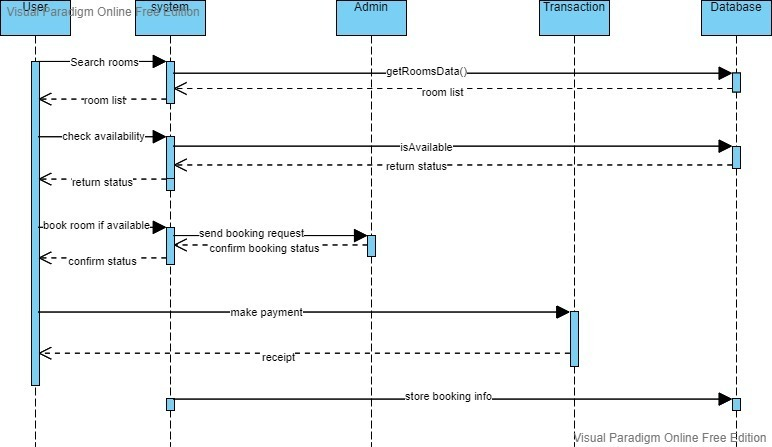 User
system
Admin
Transaction
Database
Visual Paradigm Online Free Edition
Search rooms
getRoomsData()
room list
room list
check availability
isAvailable
return status
return status
book room if available
send booking request
confirm booking status
confirm status
make payment
receipt
store booking info
Visual Paradigm Online Free Edition